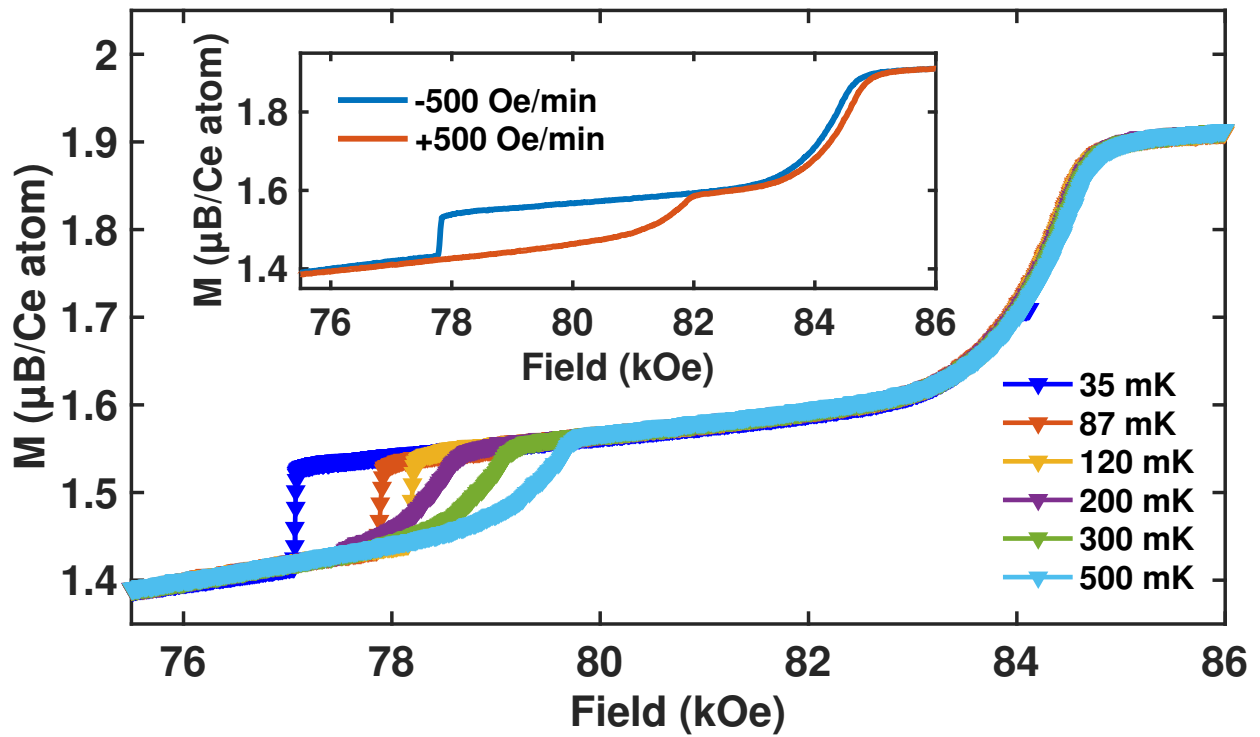 M (μB/Ce atom)
2
1.9
1.8
1.7
1.6
1.5
1.4
76
78
80
82
84
86
Field (kOe)
35 mK
87 mK
120 mK
200 mK
300 mK
500 mK
M (μB/Ce atom)
1.8
1.6
1.4
76
78
80
82
84
86
Field (kOe)
-500 Oe/min
+500 Oe/min